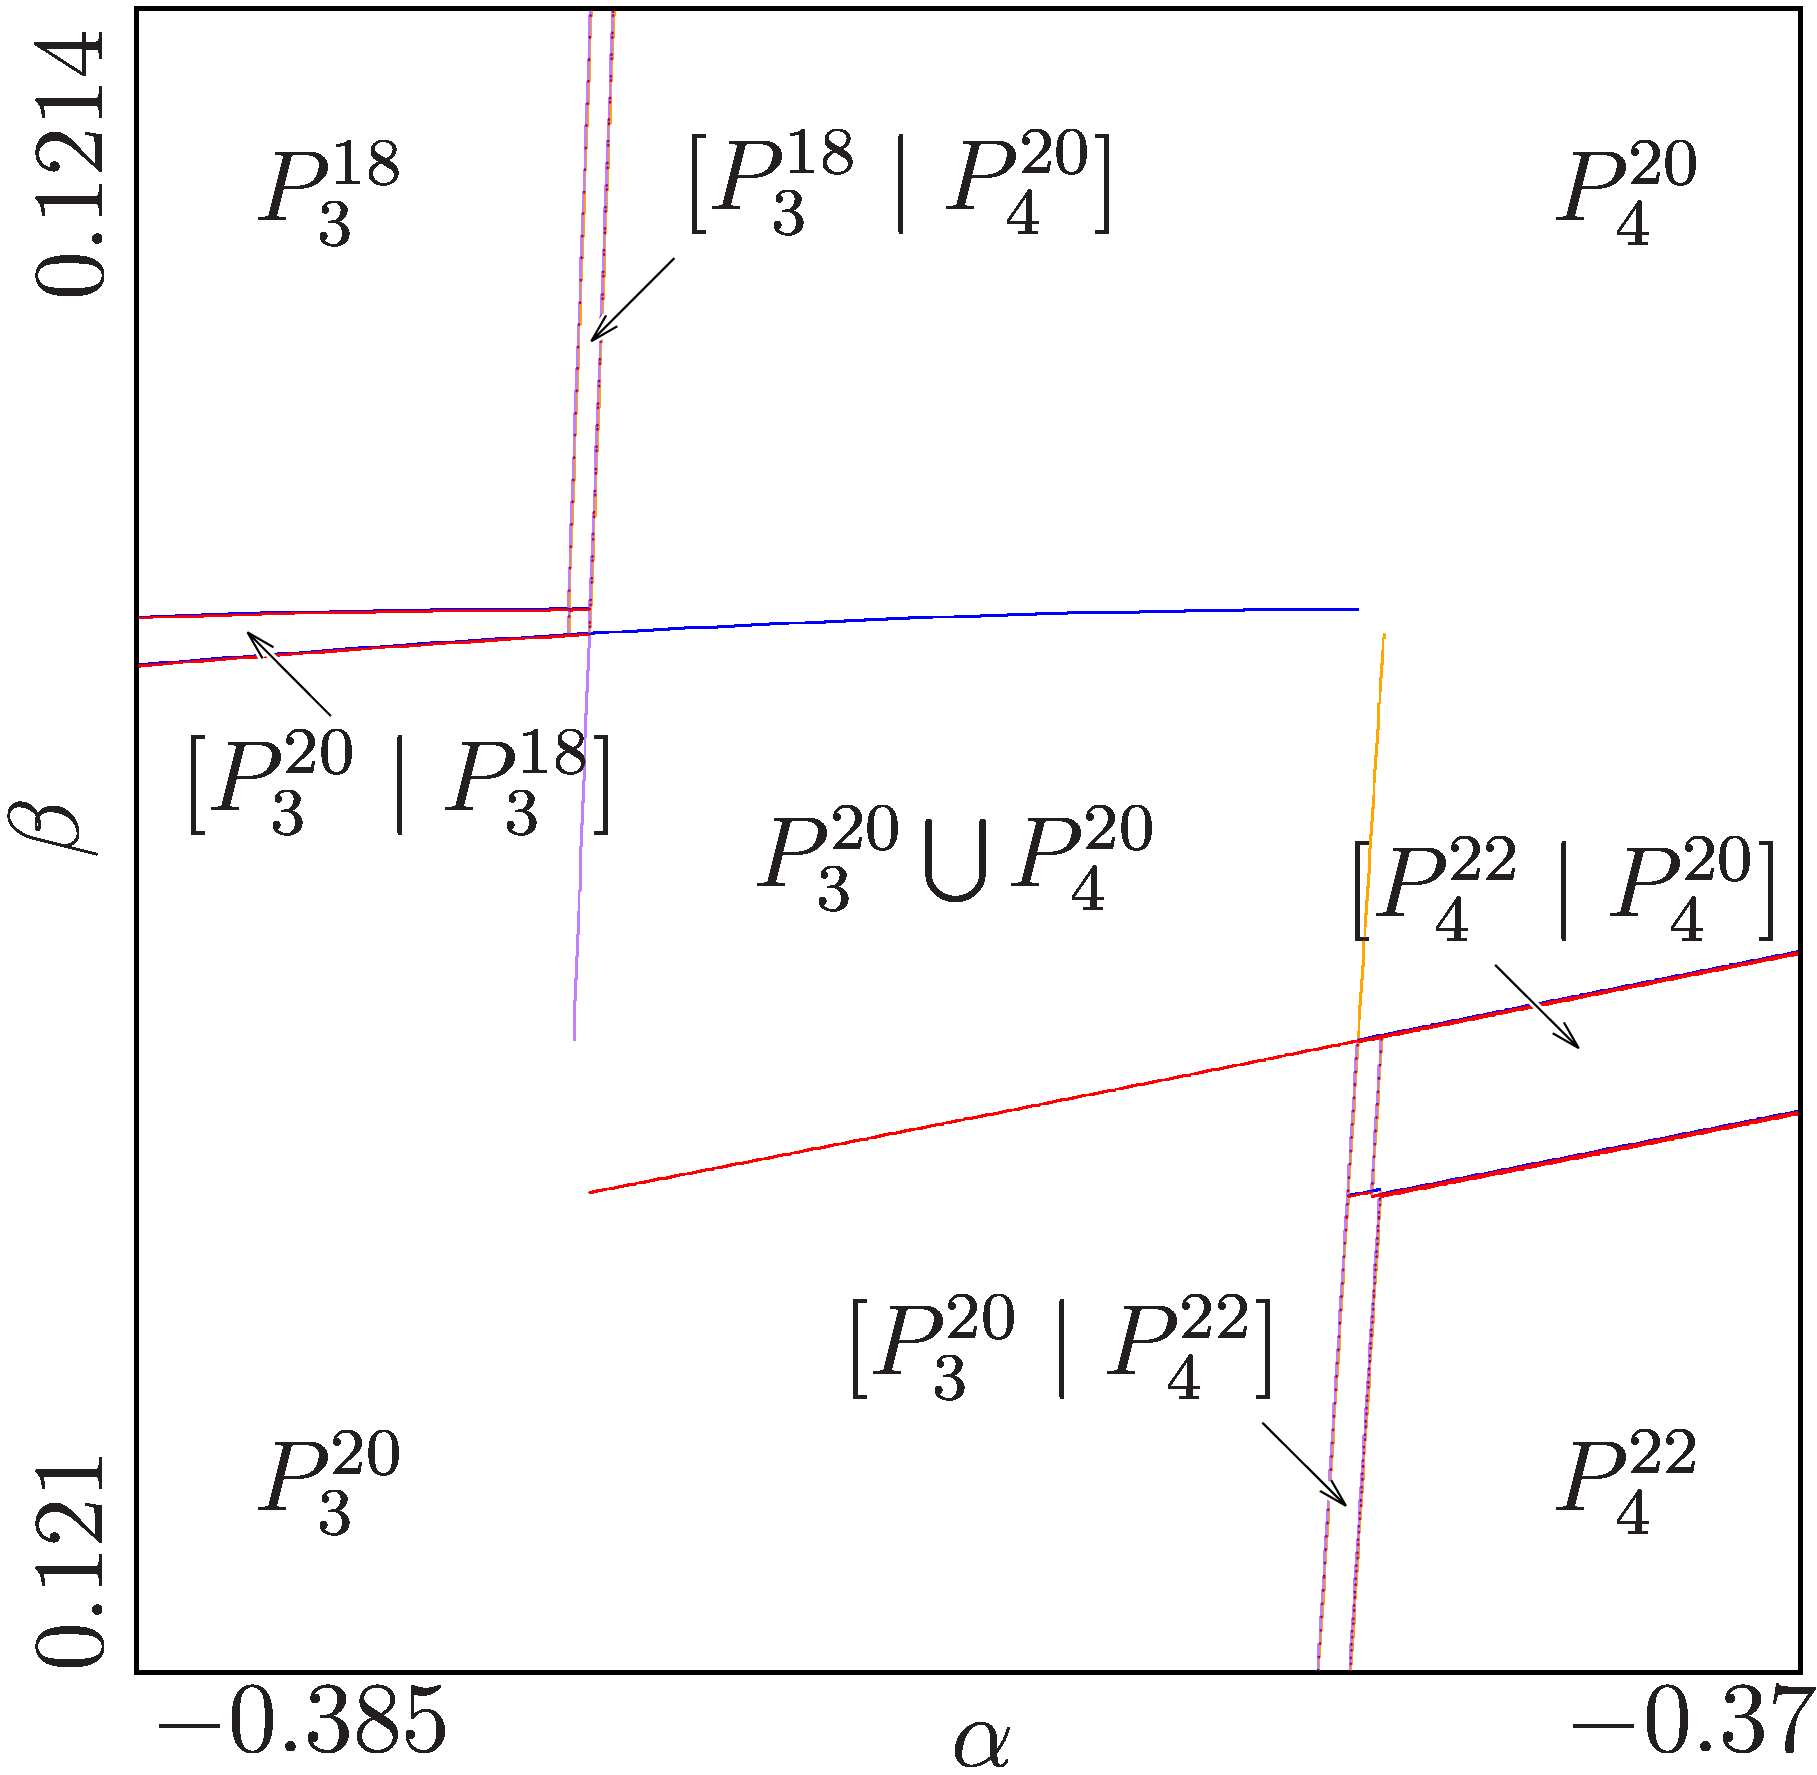 0.1214
P_3^{18}
[P_3^{18} | P_4^{20}]
P_4^{20}
[P_3^{20} | P_3^{18}]
β
P_3^{20} ⋃ P_4^{20}
[P_4^{22} | P_4^{20}]
[P_3^{20} | P_4^{22}]
P_3^{20}
P_4^{22}
0.121
−0.385
α
−0.37